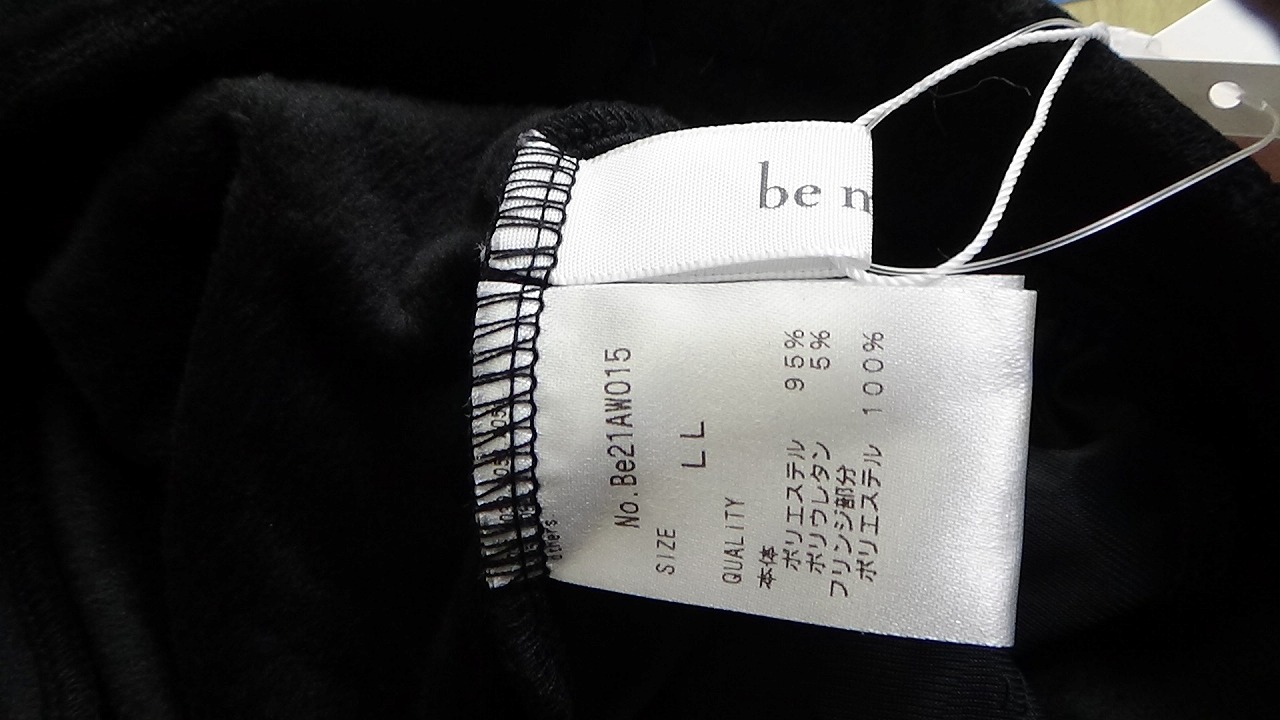 be m
No.Be21AW015
SIZE
LL
QUALITY
本体
ポリエステル 95%
ポリウレタン 5%
フリンジ部分
ポリエステル 100%